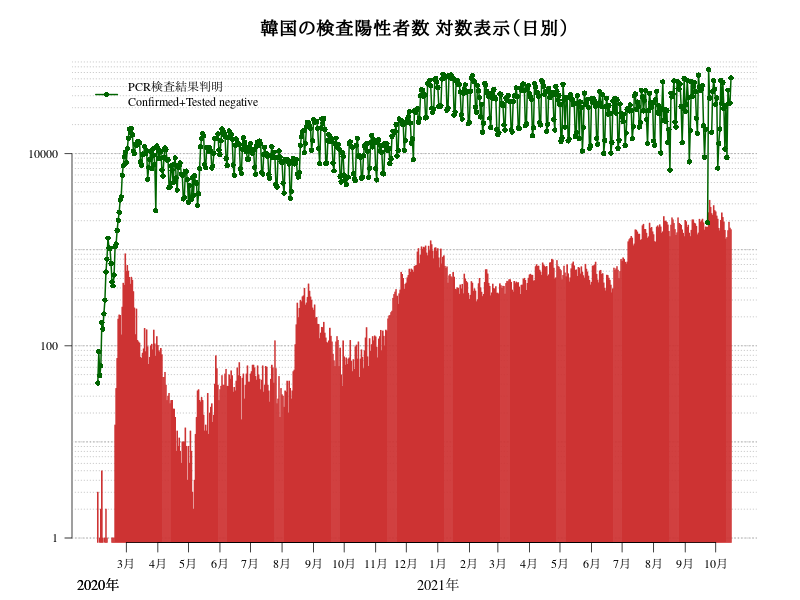 韓国の検査陽性者数 対数表示(日別)
PCR検査結果判明
Confirmed+Tested negative
10000
100
1
3月 4月 5月 6月 7月 8月 9月 10月 11月 12月 1月 2月 3月 4月 5月 6月 7月 8月 9月 10月
2020年 2021年